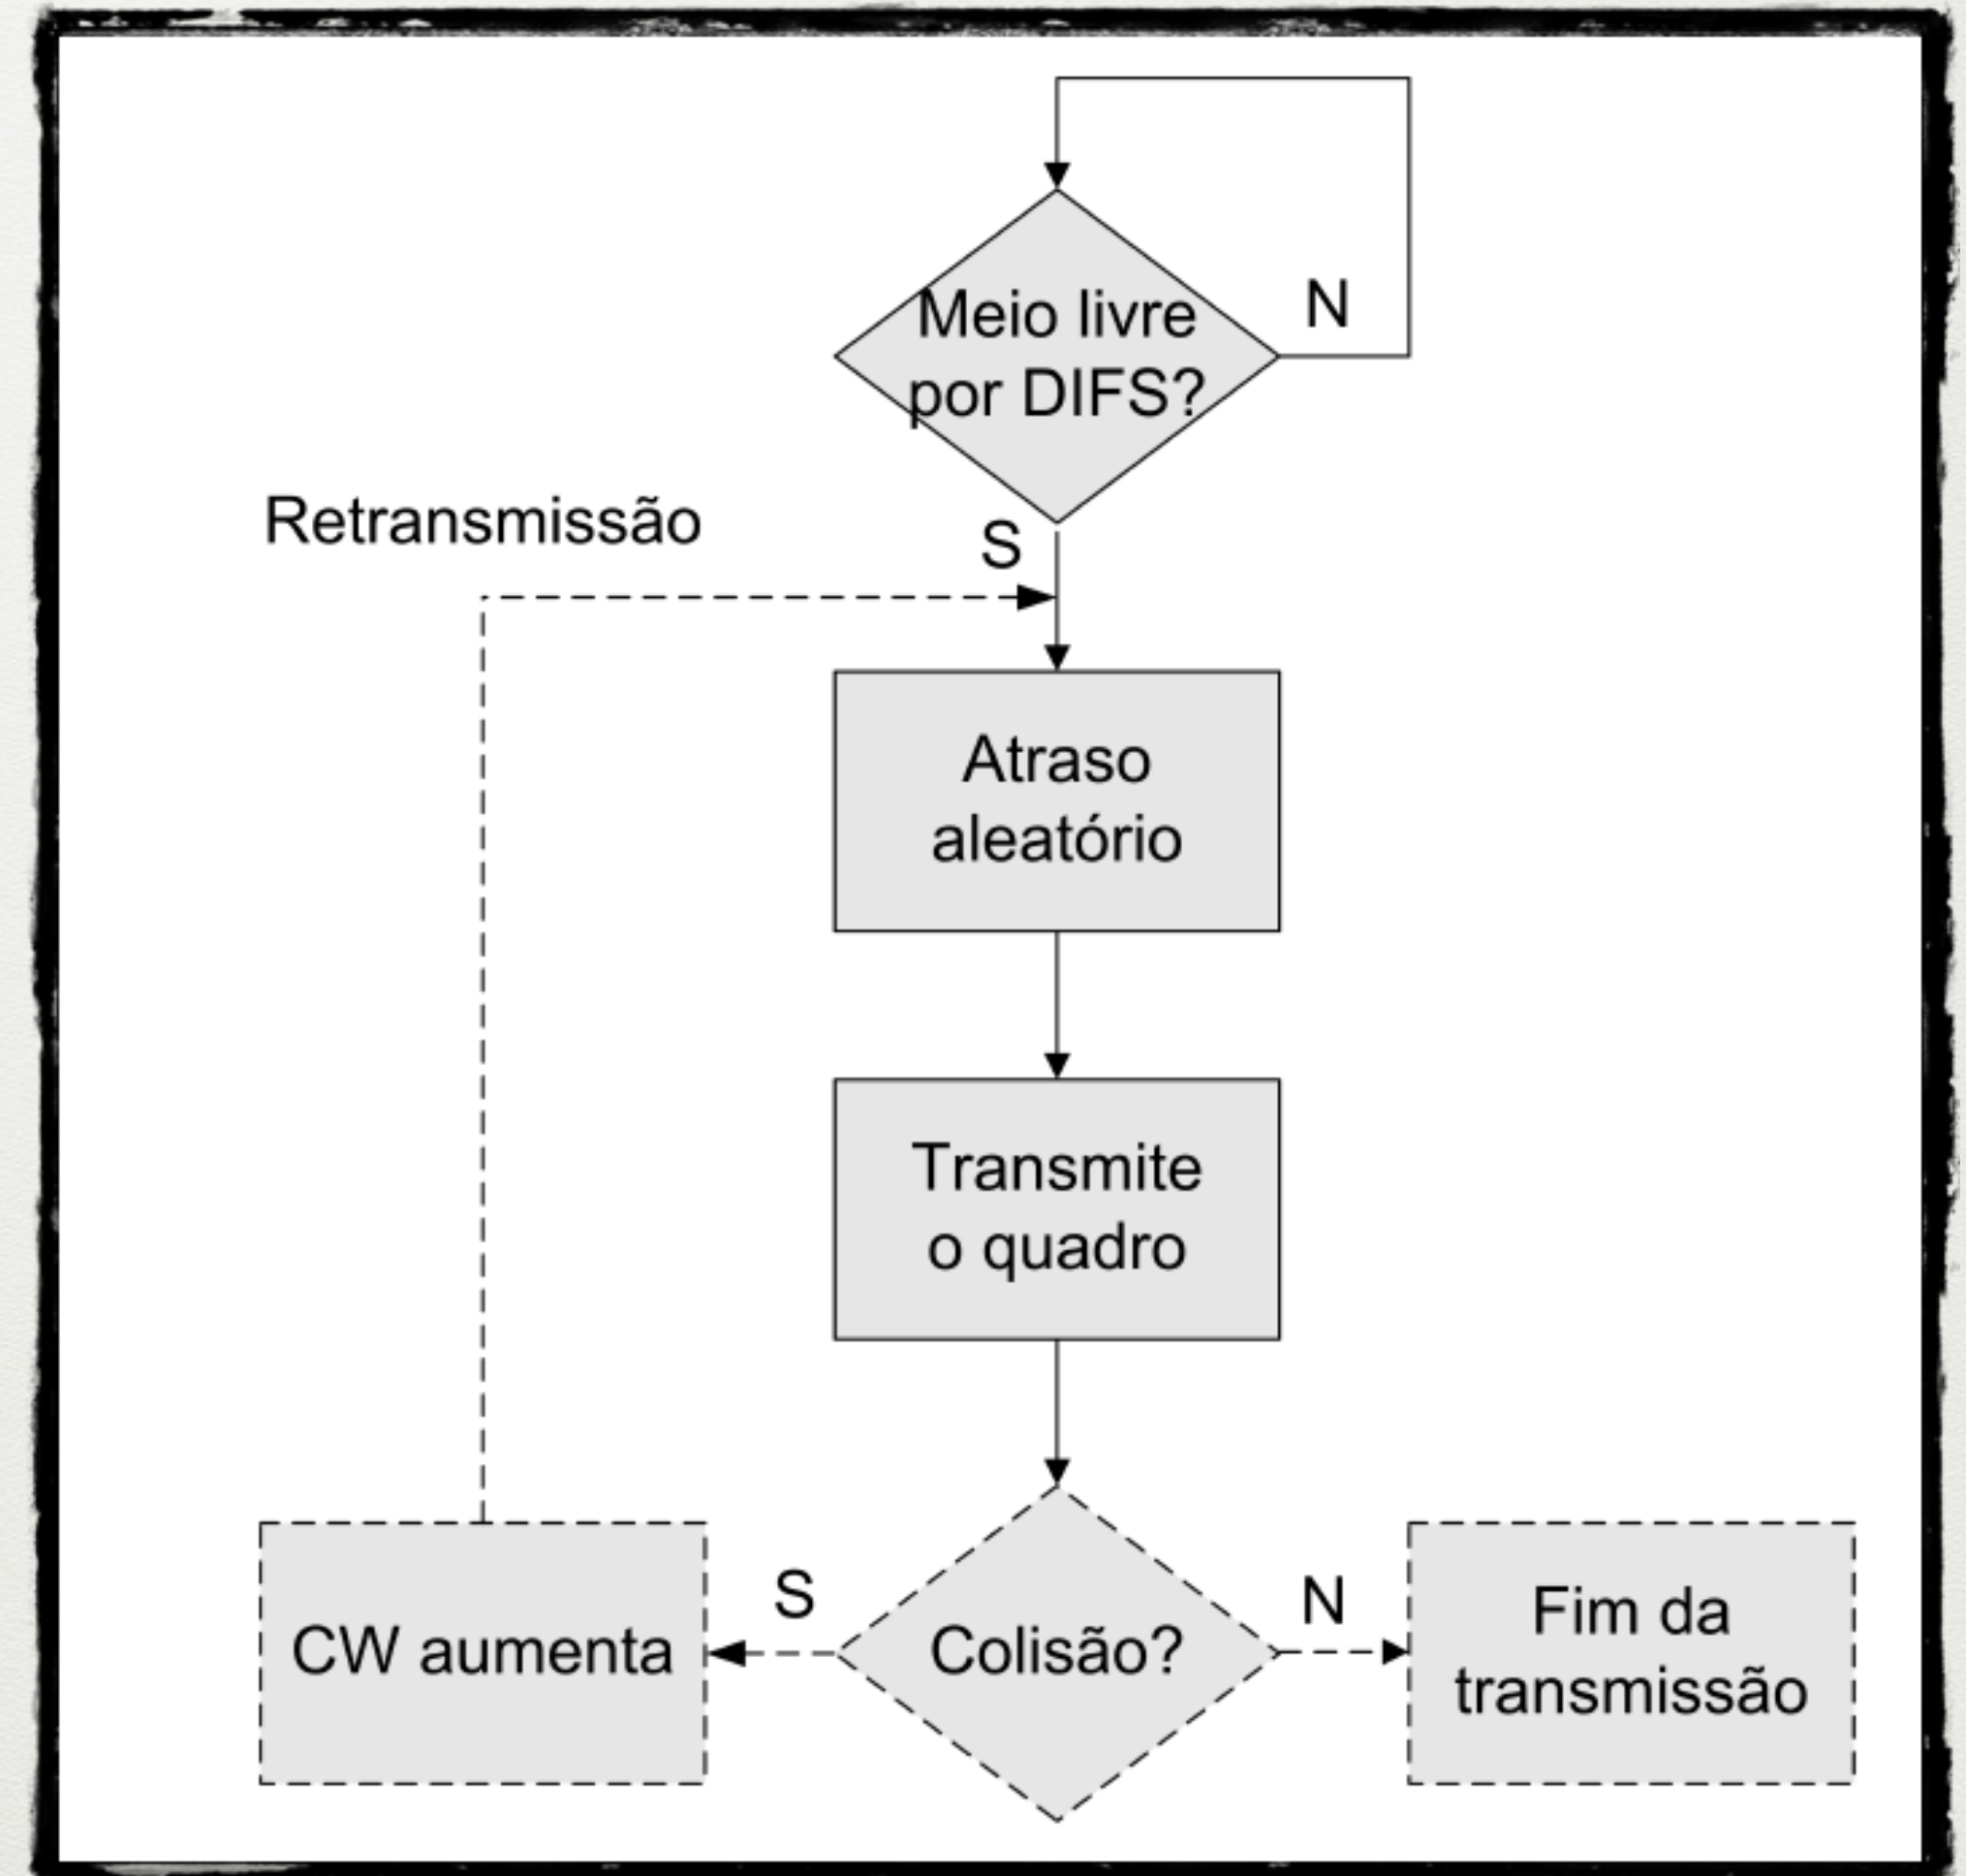 Meio livre
por DIFS?
N
S
Retransmissão
Atraso
aleatório
Transmite
o quadro
Colisão?
S
CW aumenta
N
Fim da
transmissão